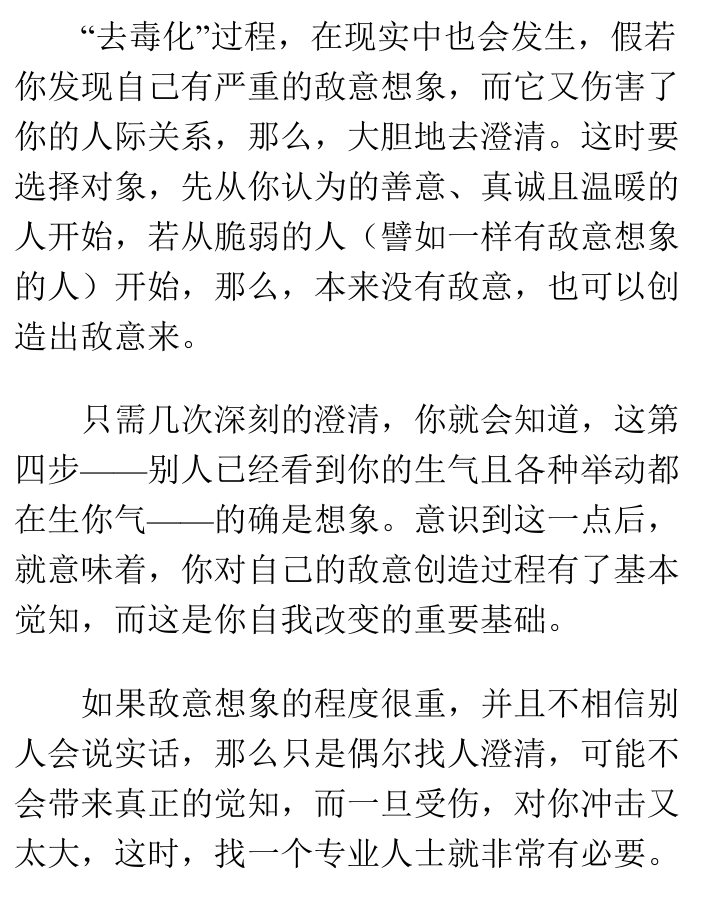 “去毒化”过程，在现实中也会发生，假若
你发现自己有严重的敌意想象，而它又伤害了
你的人际关系，那么，大胆地去澄清。这时要
选择对象，先从你认为的善意、真诚且温暖的
人开始，若从脆弱的人（譬如一样有敌意想象
的人）开始，那么，本来没有敌意，也可以创
造出敌意来。
只需几次深刻的澄清，你就会知道，这第
四步——别人已经看到你的生气且各种举动都
在生你气——的确是想象。意识到这一点后，
就意味着，你对自己的敌意创造过程有了基本
觉知，而这是你自我改变的重要基础。
如果敌意想象的程度很重，并且不相信别
人会说实话，那么只是偶尔找人澄清，可能不
会带来真正的觉知，而一旦受伤，对你冲击又
太大，这时，找一个专业人士就非常有必要。